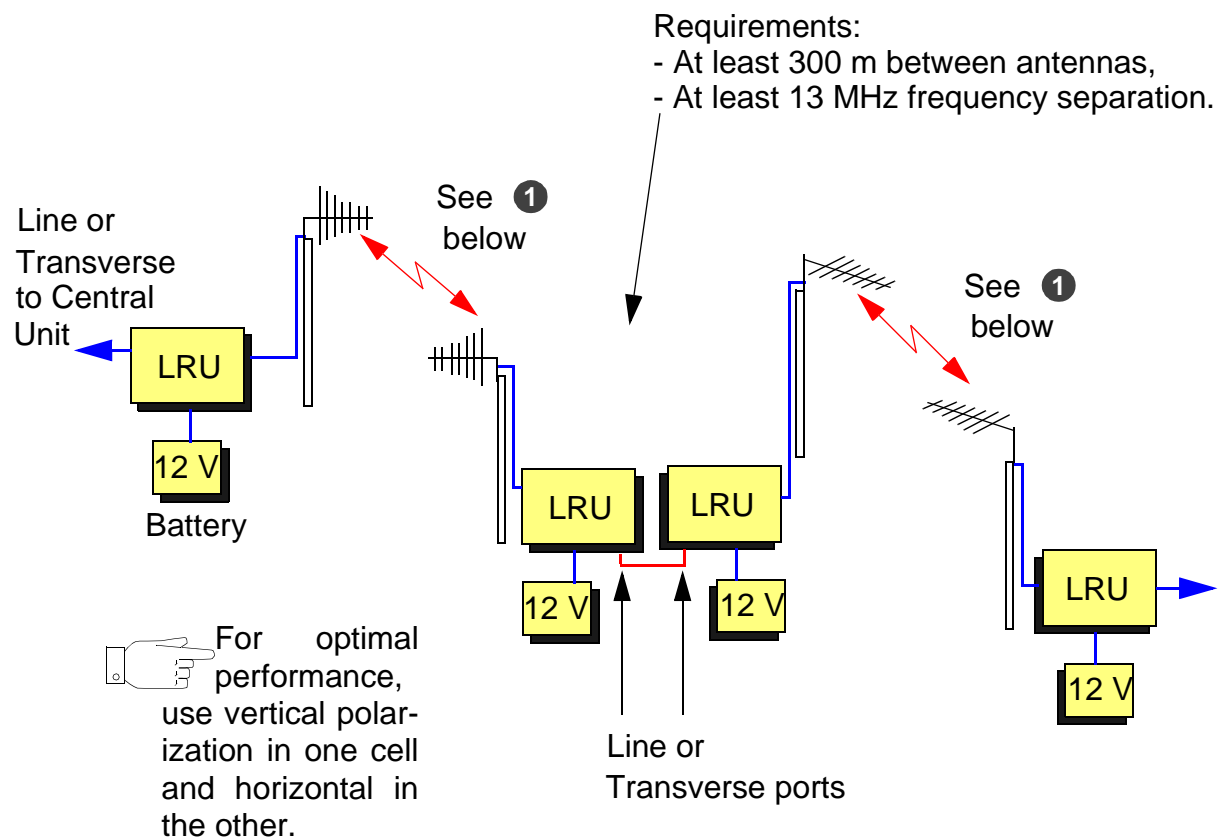 Requirements:
- At least 300 m between antennas,
- At least 13 MHz frequency separation.
See ❶
below
Line or
Transverse
to Central
Unit
See ❶
below
LRU
12 V
Battery
LRU
LRU
12 V
12 V
LRU
12 V
For optimal
performance,
use vertical polar-
ization in one cell
and horizontal in
the other.
Line or
Transverse ports